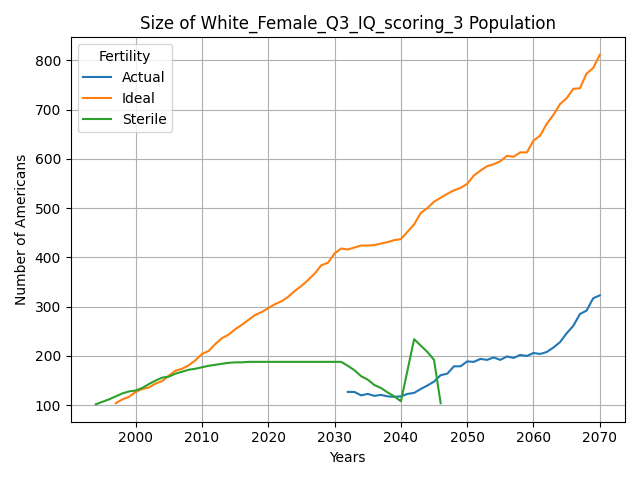 Size of White_Female_Q3_IQ_scoring_3 Population
Fertility
Actual
Ideal
Sterile
Number of Americans
800
700
600
500
400
300
200
100
2000
2010
2020
2030
2040
2050
2060
2070
Years